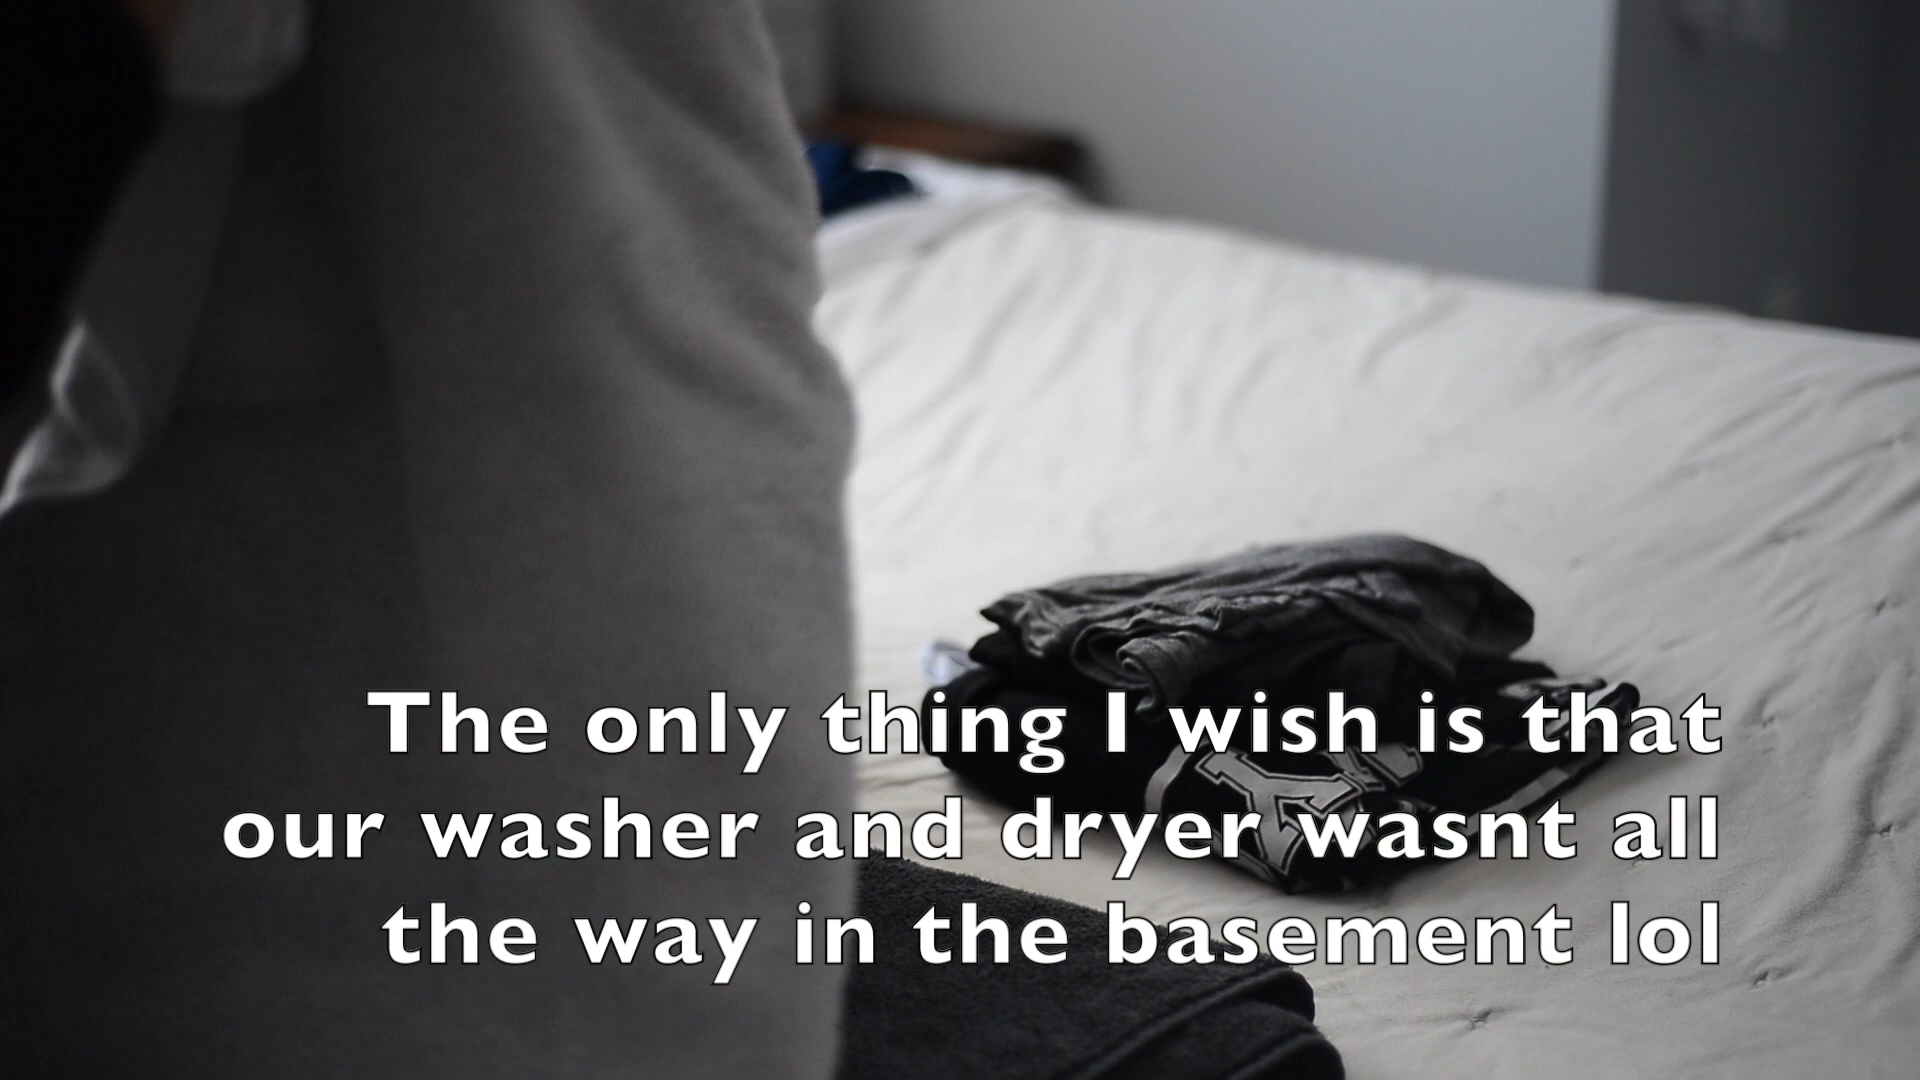 The only thing I wish is that
our washer and dryer wasnt all
the way in the basement lol